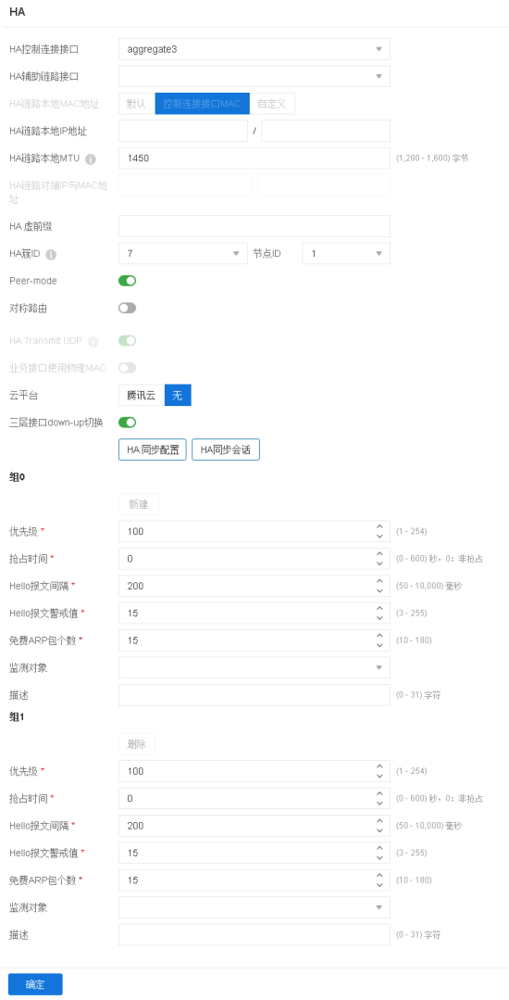 HA
HA控制连接接口 aggregate3
HA辅助链路接口
HA链路本地MAC地址 默认 控制连接接口MAC 自定义
HA链路本地IP地址 /
HA链路本地MTU 1450 (1,280 - 1,600) 字节
HA链路对端IP与MAC地
址
HA 虚前缀
HA簇ID 7 节点ID 1
Peer-mode
对称路由
HA Transmit UDP
业务接口使用物理MAC
云平台 腾讯云 无
三层接口down-up切换
HA 同步配置 HA同步会话
组0
新建
优先级 * 100 (1 - 254)
抢占时间 * 0 (0 - 600) 秒，0：非抢占
Hello报文间隔 * 200 (50 - 10,000) 毫秒
Hello报文警戒值 * 15 (3 - 255)
免费ARP包个数 * 15 (10 - 180)
监测对象
描述 (0 - 31) 字符
组1
删除
优先级 * 100 (1 - 254)
抢占时间 * 0 (0 - 600) 秒，0：非抢占
Hello报文间隔 * 200 (50 - 10,000) 毫秒
Hello报文警戒值 * 15 (3 - 255)
免费ARP包个数 * 15 (10 - 180)
监测对象
描述 (0 - 31) 字符
确定